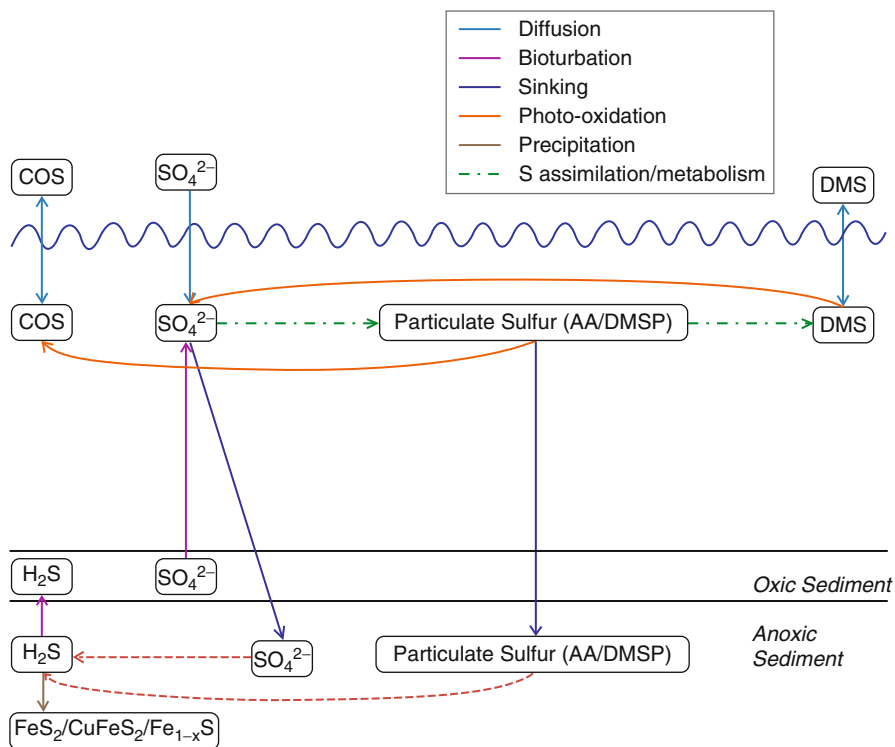 Diffusion
Bioturbation
Sinking
Photo-oxidation
Precipitation
S assimilation/metabolism
COS
SO₄²⁻
DMS
COS
SO₄²⁻
Particulate Sulfur (AA/DMSP)
DMS
H₂S
SO₄²⁻
Oxic Sediment
H₂S
SO₄²⁻
Particulate Sulfur (AA/DMSP)
Anoxic
Sediment
FeS₂/CuFeS₂/Fe₁₋ₓS